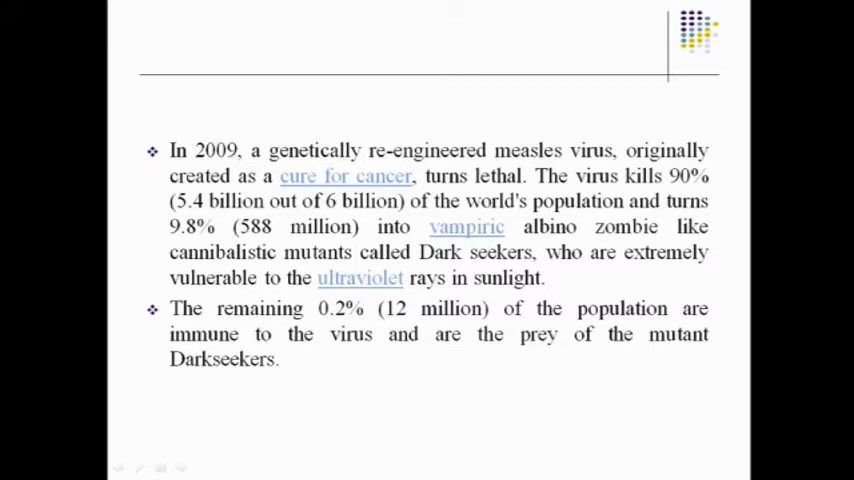 In 2009, a genetically re-engineered measles virus, originally
created as a cure for cancer, turns lethal. The virus kills 90%
(5.4 billion out of 6 billion) of the world's population and turns
9.8% (588 million) into vampiric albino zombie like
cannibalistic mutants called Dark seekers, who are extremely
vulnerable to the ultraviolet rays in sunlight.
The remaining 0.2% (12 million) of the population are
immune to the virus and are the prey of the mutant
Darkseekers.